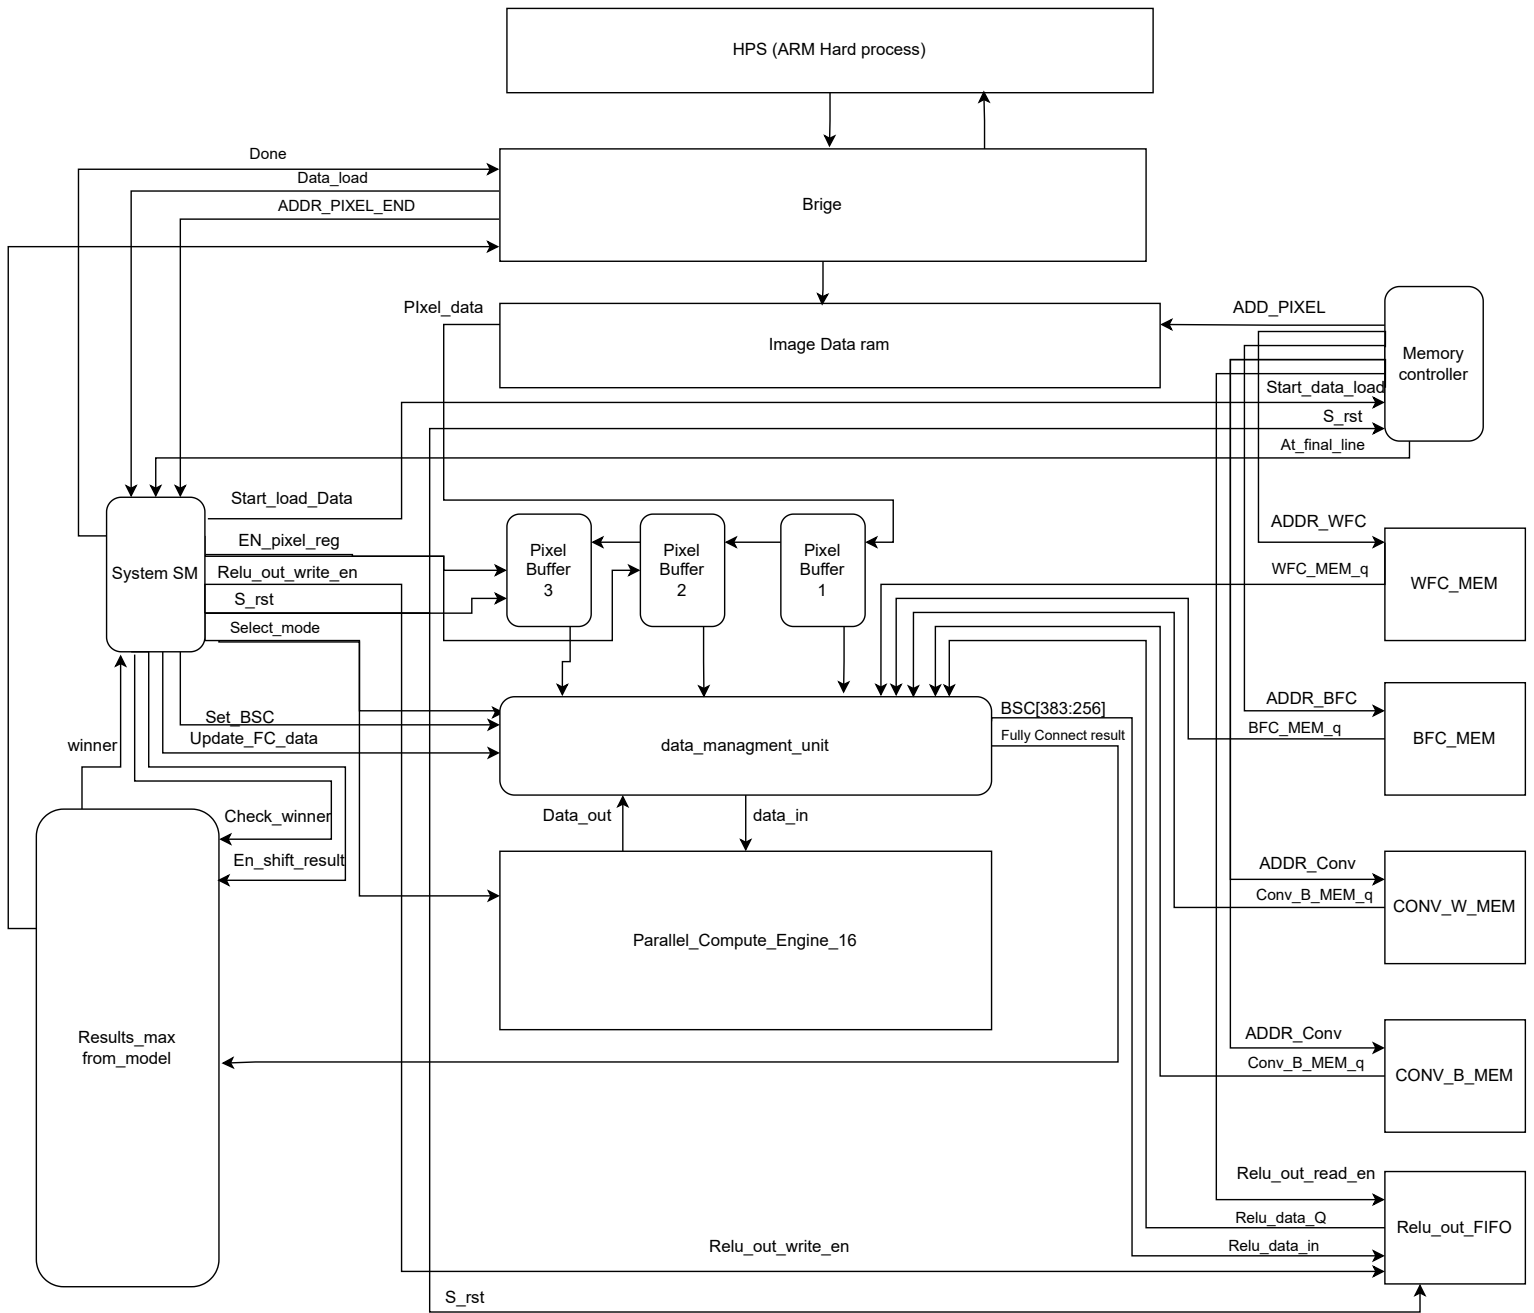 HPS (ARM Hard process)
Done
Data_load
ADDR_PIXEL_END
Brige
PIxel_data
ADD_PIXEL
Image Data ram
Memory
controller
Start_data_load
S_rst
At_final_line
Start_load_Data
EN_pixel_reg
System SM
Relu_out_write_en
S_rst
Select_mode
Pixel
Buffer
3
Pixel
Buffer
2
Pixel
Buffer
1
ADDR_WFC
WFC_MEM_q
WFC_MEM
Set_BSC
Update_FC_data
winner
data_managment_unit
BSC[383:256]
Fully Connect result
ADDR_BFC
BFC_MEM_q
BFC_MEM
Check_winner
Data_out
data_in
En_shift_result
ADDR_Conv
Conv_B_MEM_q
CONV_W_MEM
Parallel_Compute_Engine_16
Results_max
from_model
ADDR_Conv
Conv_B_MEM_q
CONV_B_MEM
Relu_out_read_en
Relu_data_Q
Relu_out_FIFO
Relu_data_in
Relu_out_write_en
S_rst